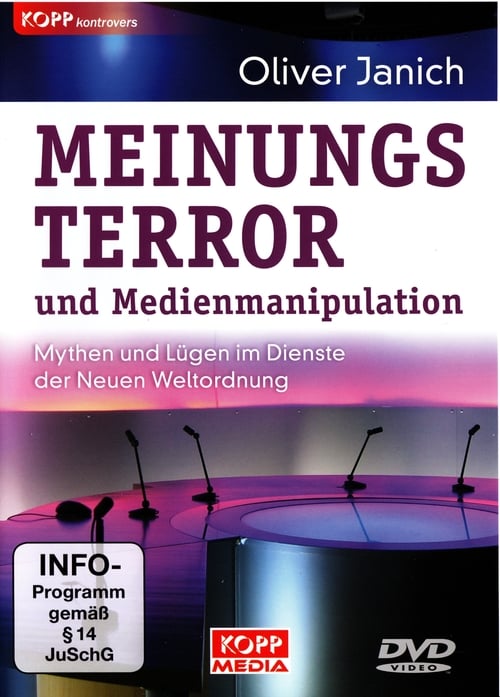 KOPP kontrovers
Oliver Janich
MEINUNGS
TERROR
und Medienmanipulation
Mythen und Lügen im Dienste
der Neuen Weltordnung
INFO-
Programm
gemäß
§ 14
JuSchG
KOPP
MEDIA
DVD
VIDEO